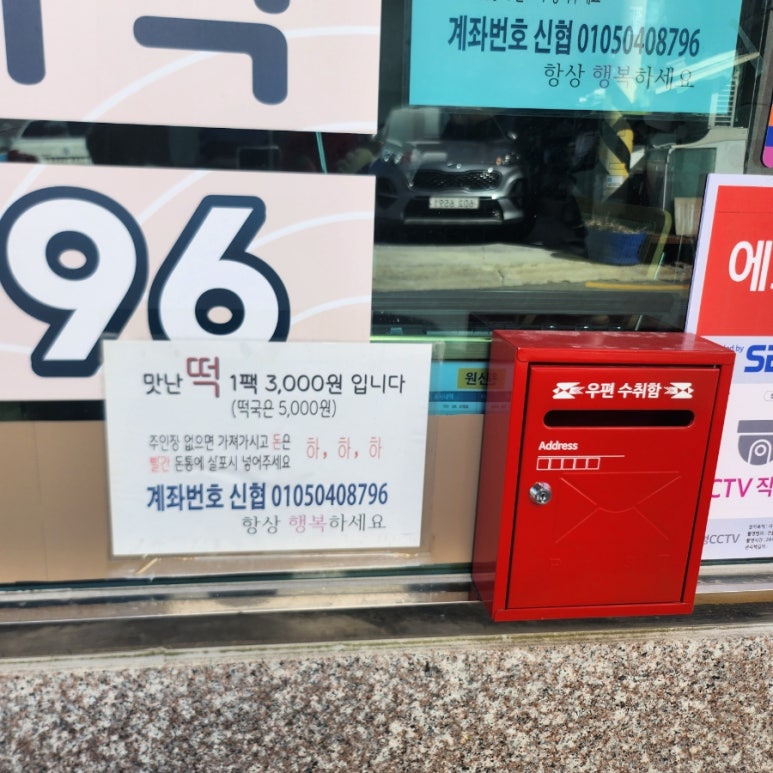 계좌번호 신협 01050408796
항상 행복하세요
96
맛난 떡 1팩 3,000원 입니다
(떡국은 5,000원)
주인장 없으면 가져가시고 돈은
빨간 돈통에 살포시 넣어주세요
하, 하, 하
계좌번호 신협 01050408796
항상 행복하세요
우편 수취함
Address
에
CTV 직
CCTV